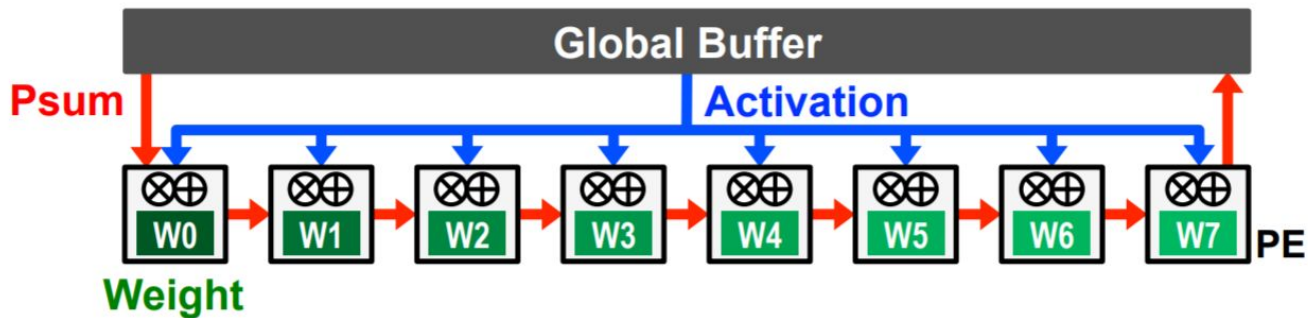 Global Buffer
Psum
Activation
W0 W1 W2 W3 W4 W5 W6 W7
PE
Weight